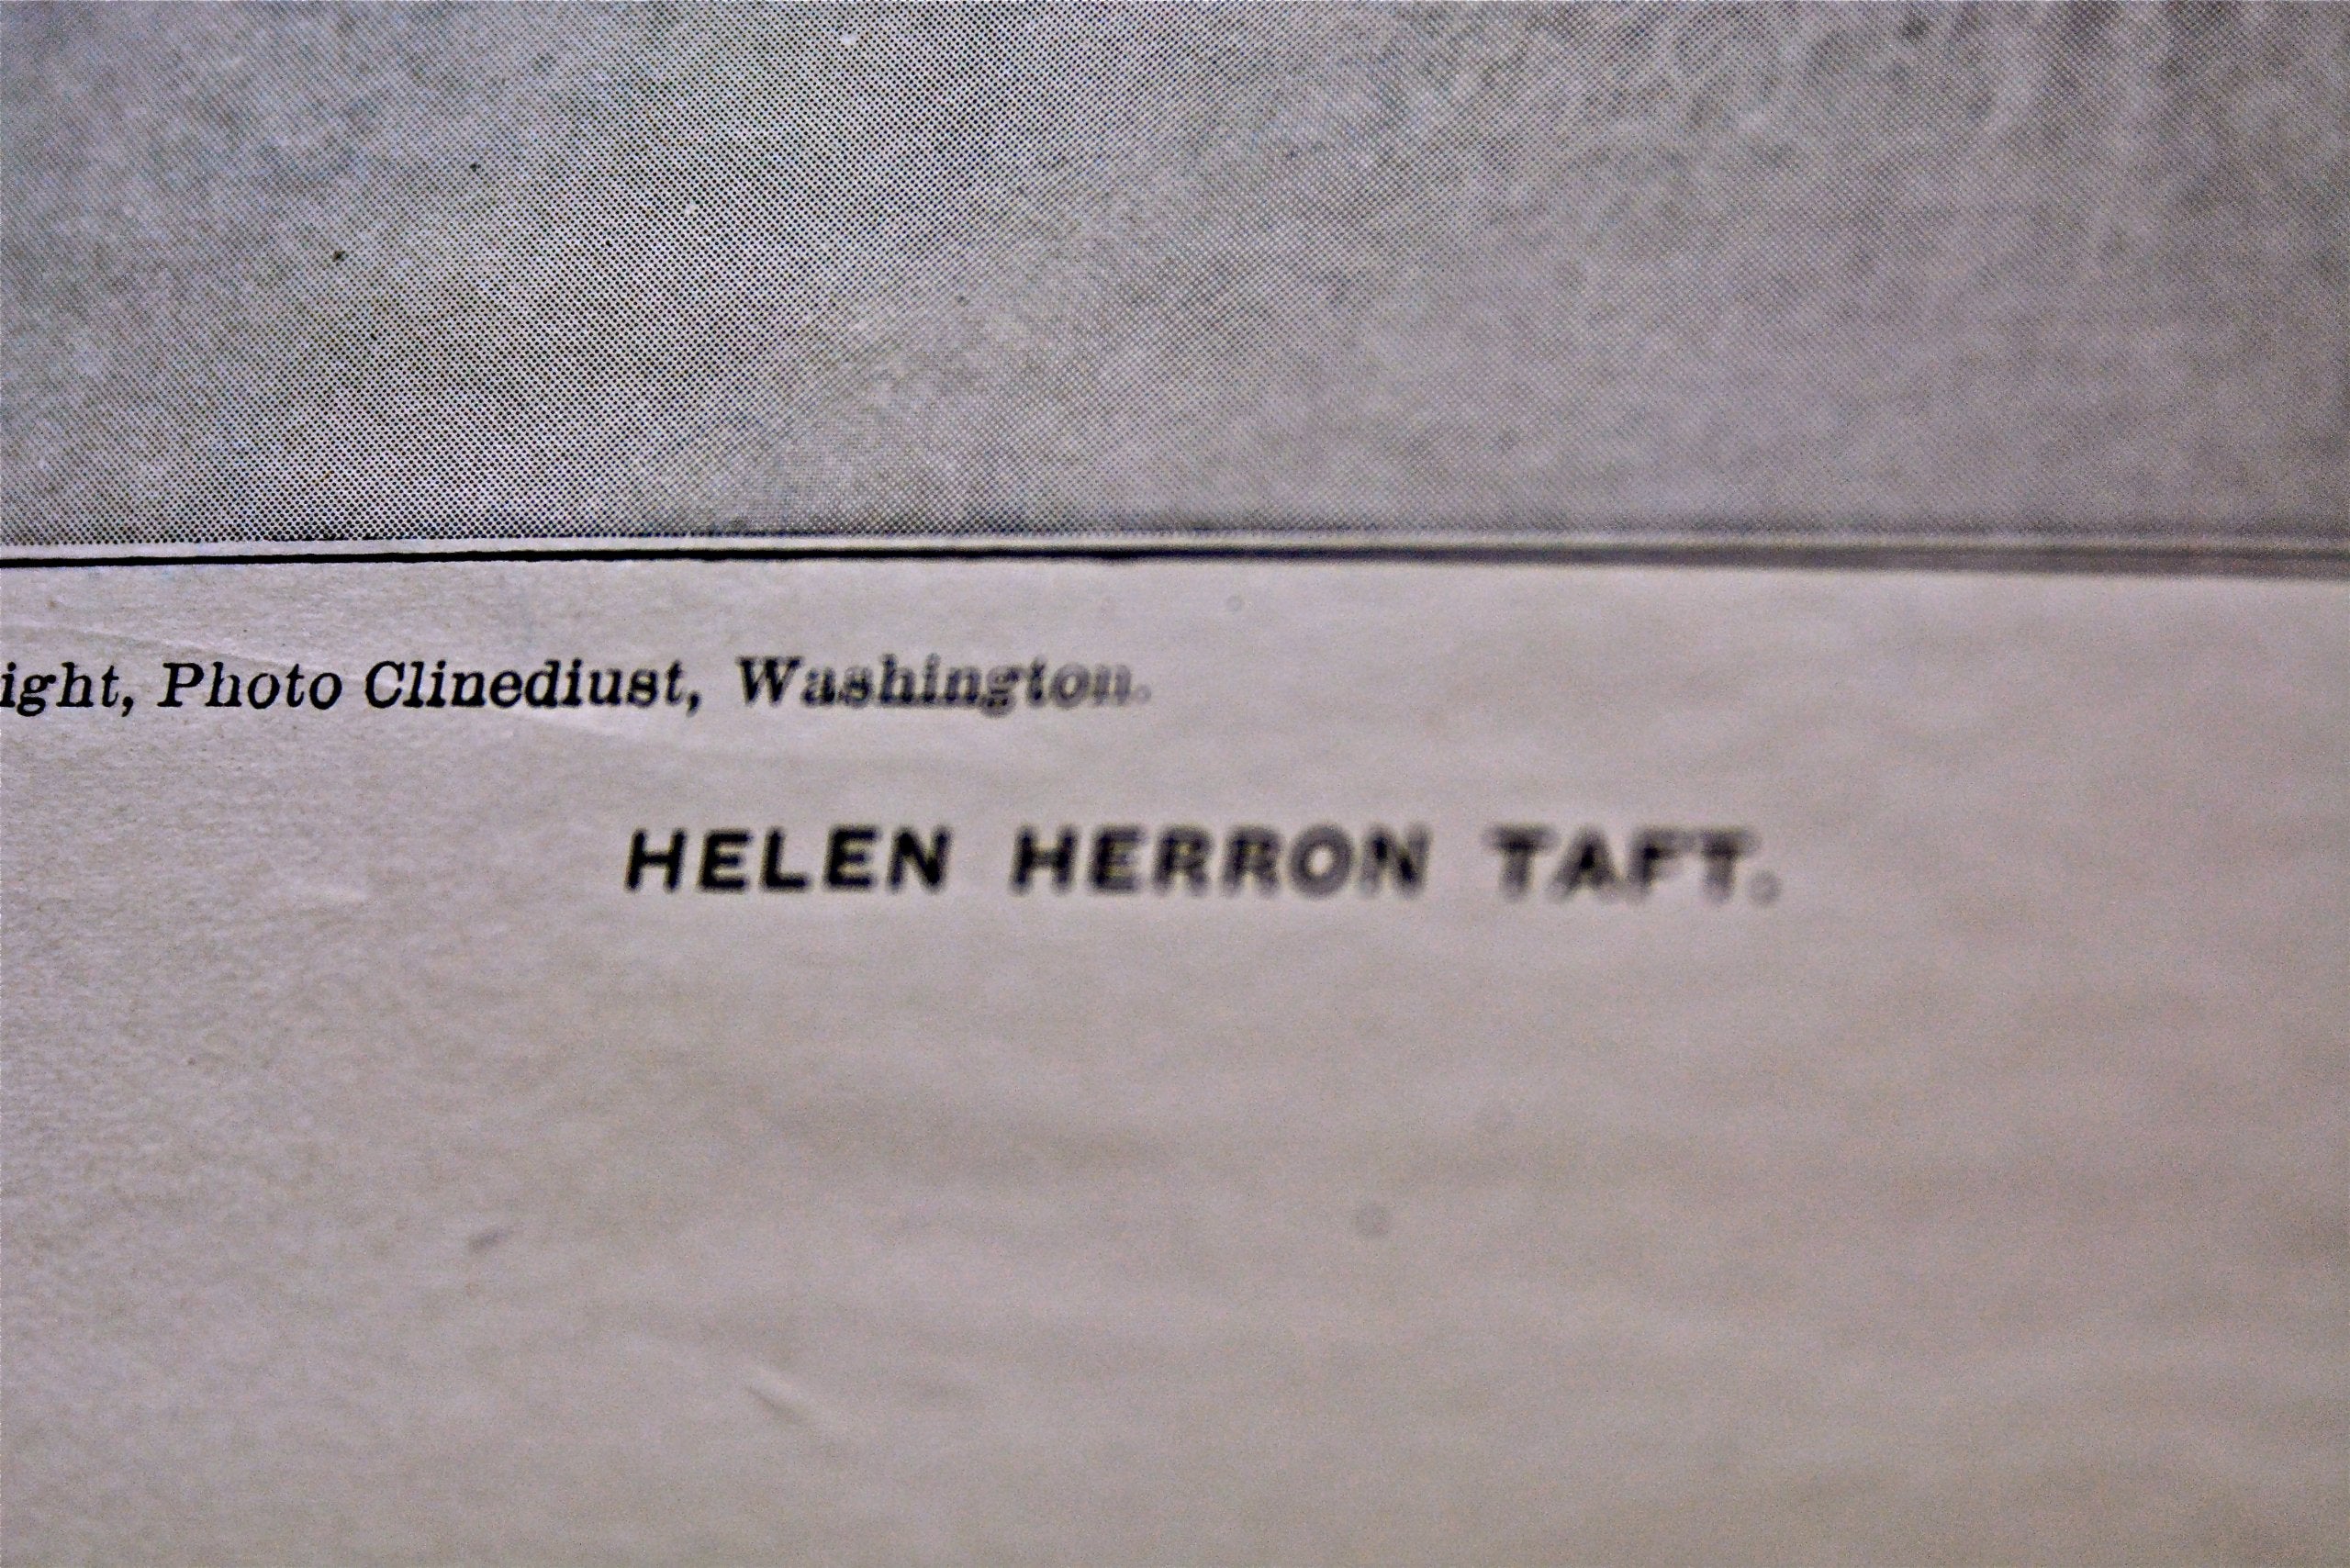 ight, Photo Clinediust, Washington.
HELEN HERRON TAFT.